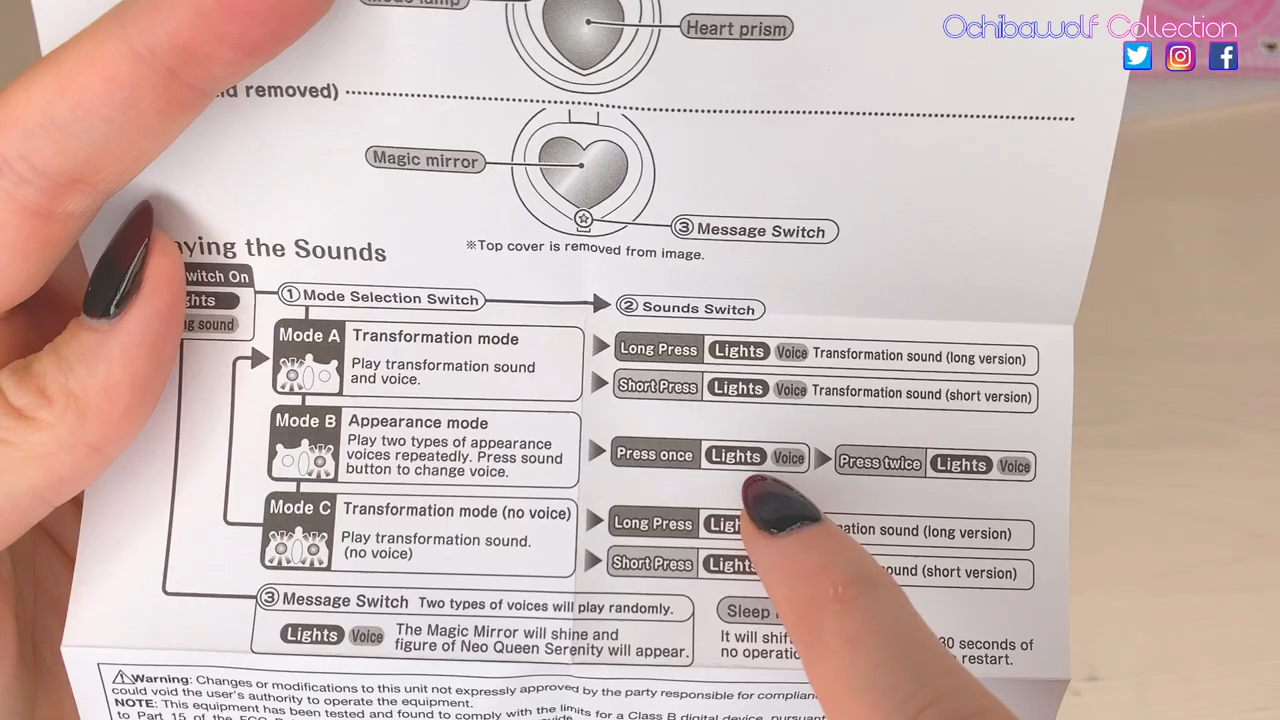 Ochibawolf Collection
Mode lamp
Heart prism
removed)
Magic mirror
③ Message Switch
※Top cover is removed from image.
the Sounds
On
① Mode Selection Switch
② Sounds Switch
sound
Mode A Transformation mode
Play transformation sound
and voice.
Long Press Lights Voice Transformation sound (long version)
Short Press Lights Voice Transformation sound (short version)
Mode B Appearance mode
Play two types of appearance
voices repeatedly. Press sound
button to change voice.
Press once Lights Voice Press twice Lights Voice
Mode C Transformation mode (no voice)
Play transformation sound.
(no voice)
Long Press sound (long version)
Short Press (short version)
③ Message Switch Two types of voices will play randomly.
Lights Voice The Magic Mirror will shine and
figure of Neo Queen Serenity will appear.
Sleep
It will 30 seconds of
no restart.
⚠Warning: Changes or modifications to this unit not expressly approved by the party responsible for
could void the user's authority to operate the equipment.
NOTE: This equipment has been tested and found to comply with the limits for a Class B digital device, pursuant
to Part 15 of the FCC